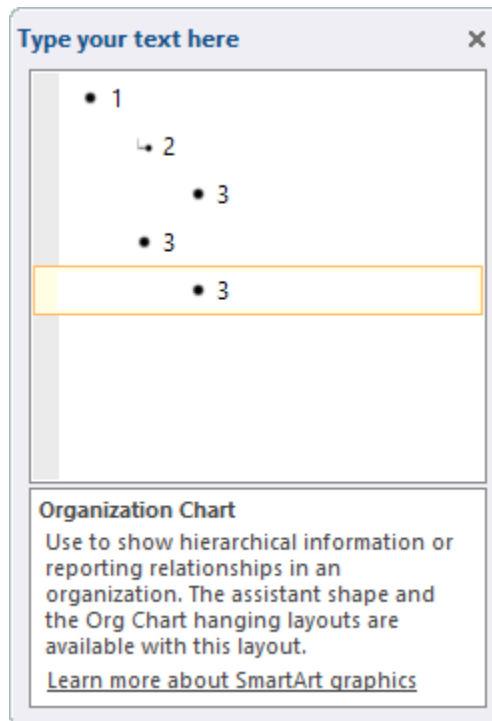 Type your text here
1
2
3
3
3
Organization Chart
Use to show hierarchical information or
reporting relationships in an
organization. The assistant shape and
the Org Chart hanging layouts are
available with this layout.
Learn more about SmartArt graphics